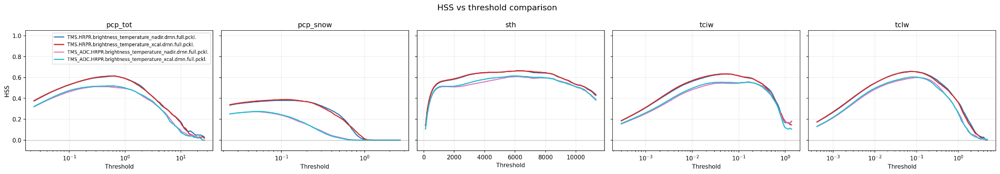 HSS vs threshold comparison
pcp_tot
pcp_snow
sth
tciw
tclw
HSS
1.0
0.8
0.6
0.4
0.2
0.0
TMS.HRPR.brightness_temperature_nadir.drnn.full.pckl.
TMS.HRPR.brightness_temperature_xcal.drnn.full.pckl.
TMS_ADC.HRPR.brightness_temperature_nadir.drnn.full.pckl.
TMS_ADC.HRPR.brightness_temperature_xcal.drnn.full.pckl.
10⁻¹ 10⁰ 10¹
Threshold
10⁻¹ 10⁰
Threshold
0 2000 4000 6000 8000 10000
Threshold
10⁻³ 10⁻² 10⁻¹ 10⁰
Threshold
10⁻³ 10⁻² 10⁻¹ 10⁰
Threshold